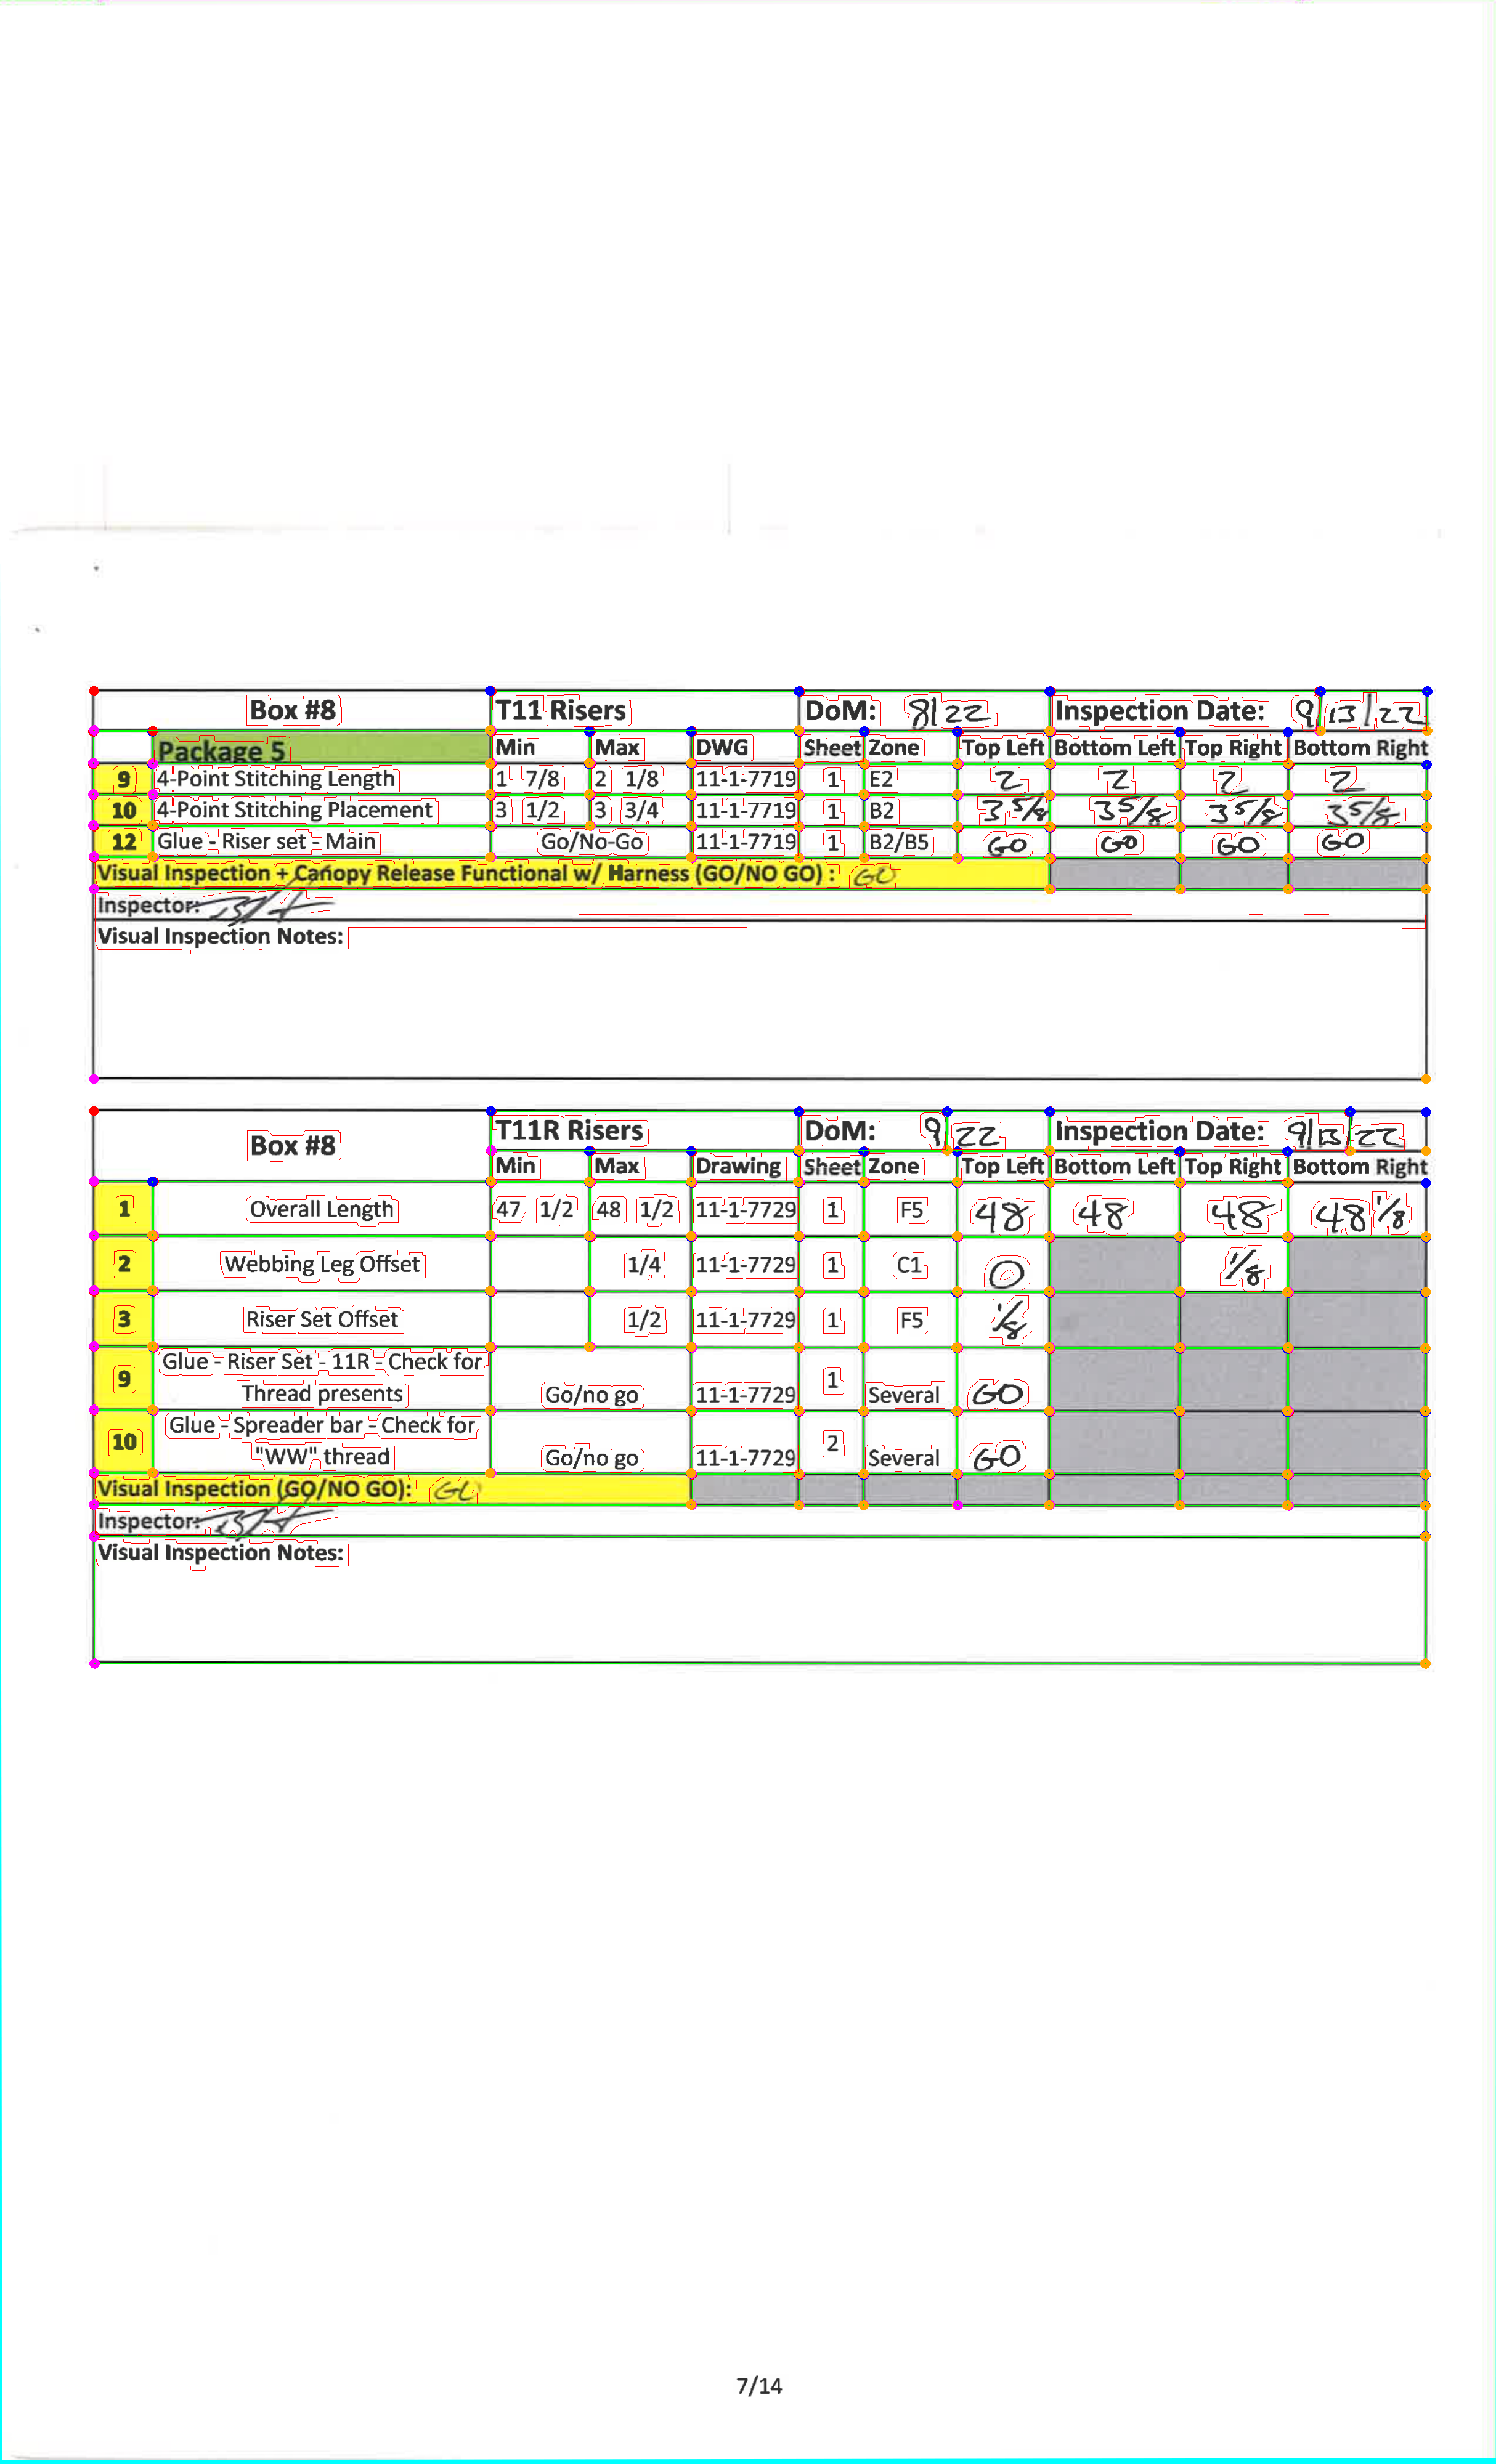 Box #8 T11 Risers DoM: 8/22 Inspection Date: 9/13/22
Package 5 Min Max DWG Sheet Zone Top Left Bottom Left Top Right Bottom Right
9 4-Point Stitching Length 1 7/8 2 1/8 11-1-7719 1 E2 2 2 2 2
10 4-Point Stitching Placement 3 1/2 3 3/4 11-1-7719 1 B2 3 5/8 3 5/8 3 5/8 3 5/8
12 Glue - Riser set - Main Go/No-Go 11-1-7719 1 B2/B5 GO GO GO GO
Visual Inspection + Canopy Release Functional w/ Harness (GO/NO GO) : GO
Inspector:
Visual Inspection Notes:
Box #8 T11R Risers DoM: 9/22 Inspection Date: 9/13/22
Min Max Drawing Sheet Zone Top Left Bottom Left Top Right Bottom Right
1 Overall Length 47 1/2 48 1/2 11-1-7729 1 F5 48 48 48 48 1/8
2 Webbing Leg Offset 1/4 11-1-7729 1 C1 0 1/8
3 Riser Set Offset 1/2 11-1-7729 1 F5 1/8
9 Glue - Riser Set - 11R - Check for
Thread presents Go/no go 11-1-7729 1 Several GO
10 Glue - Spreader bar - Check for
"WW" thread Go/no go 11-1-7729 2 Several GO
Visual Inspection (GO/NO GO): GO
Inspector:
Visual Inspection Notes:
7/14